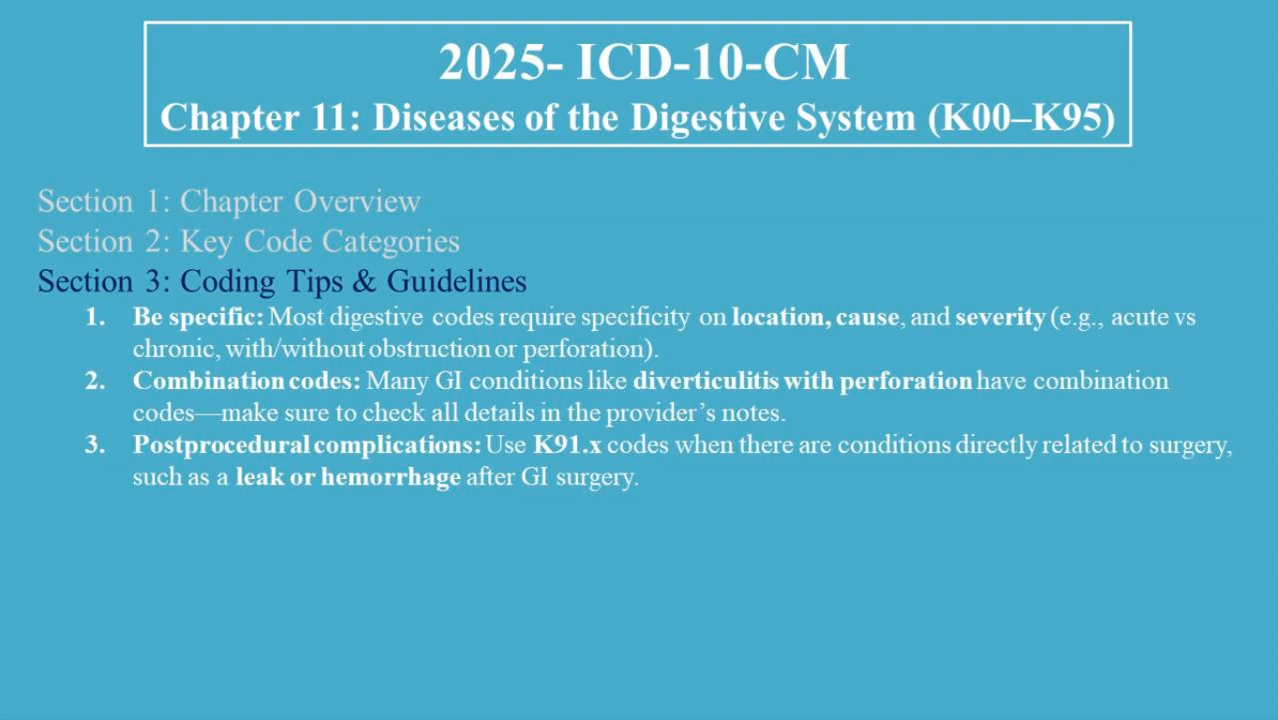 2025- ICD-10-CM
Chapter 11: Diseases of the Digestive System (K00–K95)
Section 1: Chapter Overview
Section 2: Key Code Categories
Section 3: Coding Tips & Guidelines
1. Be specific: Most digestive codes require specificity on location, cause, and severity (e.g., acute vs
chronic, with/without obstruction or perforation).
2. Combination codes: Many GI conditions like diverticulitis with perforation have combination
codes—make sure to check all details in the provider’s notes.
3. Postprocedural complications: Use K91.x codes when there are conditions directly related to surgery,
such as a leak or hemorrhage after GI surgery.